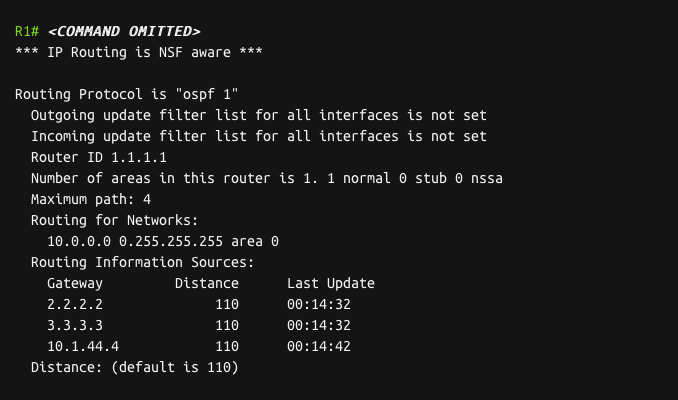 R1# <COMMAND OMITTED>
*** IP Routing is NSF aware ***
Routing Protocol is "ospf 1"
Outgoing update filter list for all interfaces is not set
Incoming update filter list for all interfaces is not set
Router ID 1.1.1.1
Number of areas in this router is 1. 1 normal 0 stub 0 nssa
Maximum path: 4
Routing for Networks:
10.0.0.0 0.255.255.255 area 0
Routing Information Sources:
Gateway Distance Last Update
2.2.2.2 110 00:14:32
3.3.3.3 110 00:14:32
10.1.44.4 110 00:14:42
Distance: (default is 110)